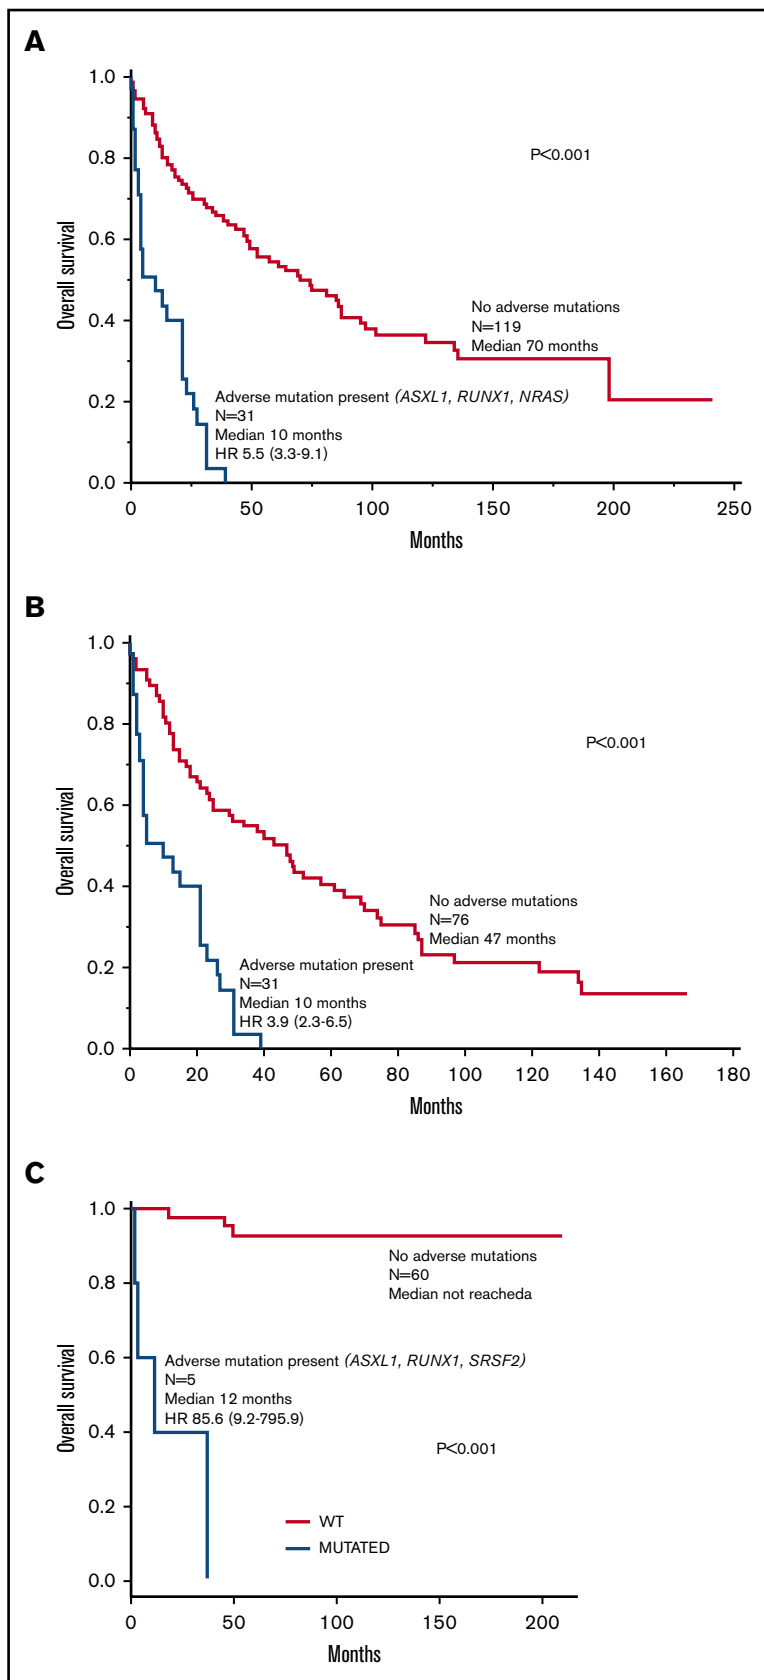 A
1.0
0.8
0.6
0.4
0.2
0.0
Overall survival
P<0.001
No adverse mutations
N=119
Median 70 months
Adverse mutation present (ASXL1, RUNX1, NRAS)
N=31
Median 10 months
HR 5.5 (3.3-9.1)
0 50 100 150 200 250
Months
B
1.0
0.8
0.6
0.4
0.2
0.0
Overall survival
P<0.001
No adverse mutations
N=76
Median 47 months
Adverse mutation present
N=31
Median 10 months
HR 3.9 (2.3-6.5)
0 20 40 60 80 100 120 140 160 180
Months
C
1.0
0.8
0.6
0.4
0.2
0.0
Overall survival
No adverse mutations
N=60
Median not reacheda
Adverse mutation present (ASXL1, RUNX1, SRSF2)
N=5
Median 12 months
HR 85.6 (9.2-795.9)
P<0.001
WT
MUTATED
0 50 100 150 200
Months